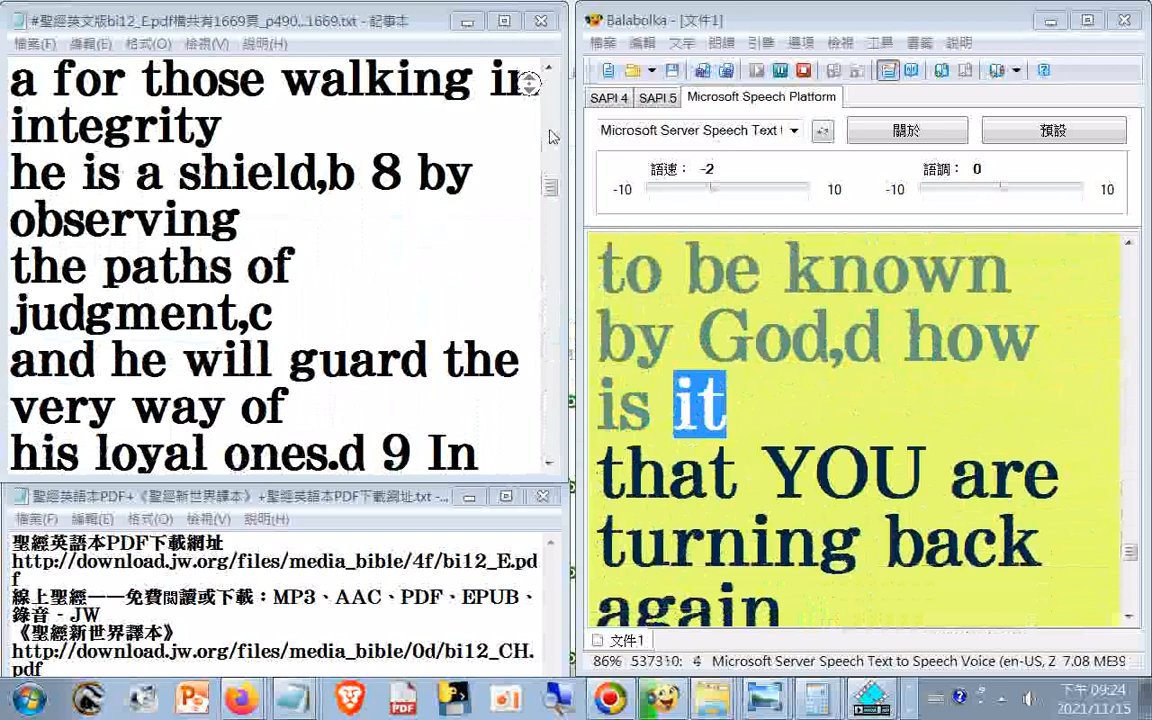 #聖經英文版bi12_E.pdf檔共有1669頁_p490,..1669.txt - 記事本
檔案(F) 編輯(E) 格式(O) 檢視(V) 說明(H)
a for those walking in
integrity
he is a shield,b 8 by
observing
the paths of
judgment,c
and he will guard the
very way of
his loyal ones.d 9 In
聖經英語本PDF+《聖經新世界譯本》+聖經英語本PDF下載網址.txt -...
檔案(F) 編輯(E) 格式(O) 檢視(V) 說明(H)
聖經英語本PDF下載網址
http://download.jw.org/files/media_bible/4f/bi12_E.pd
f
線上聖經——免費閱讀或下載：MP3、AAC、PDF、EPUB、
錄音 - JW
《聖經新世界譯本》
http://download.jw.org/files/media_bible/0d/bi12_CH.
pdf
Balabolka - [文件1]
檔案 編輯 文字 朗讀 引擎 選項 檢視 工具 書籤 說明
SAPI 4 SAPI 5 Microsoft Speech Platform
Microsoft Server Speech Text 關於 預設
語速： -2 語調： 0
-10 10 -10 10
to be known
by God,d how
is it
that YOU are
turning back
again
文件1
86% 537310: 4 Microsoft Server Speech Text to Speech Voice (en-US, Z 7.08 MB
下午 09:24
2021/11/15